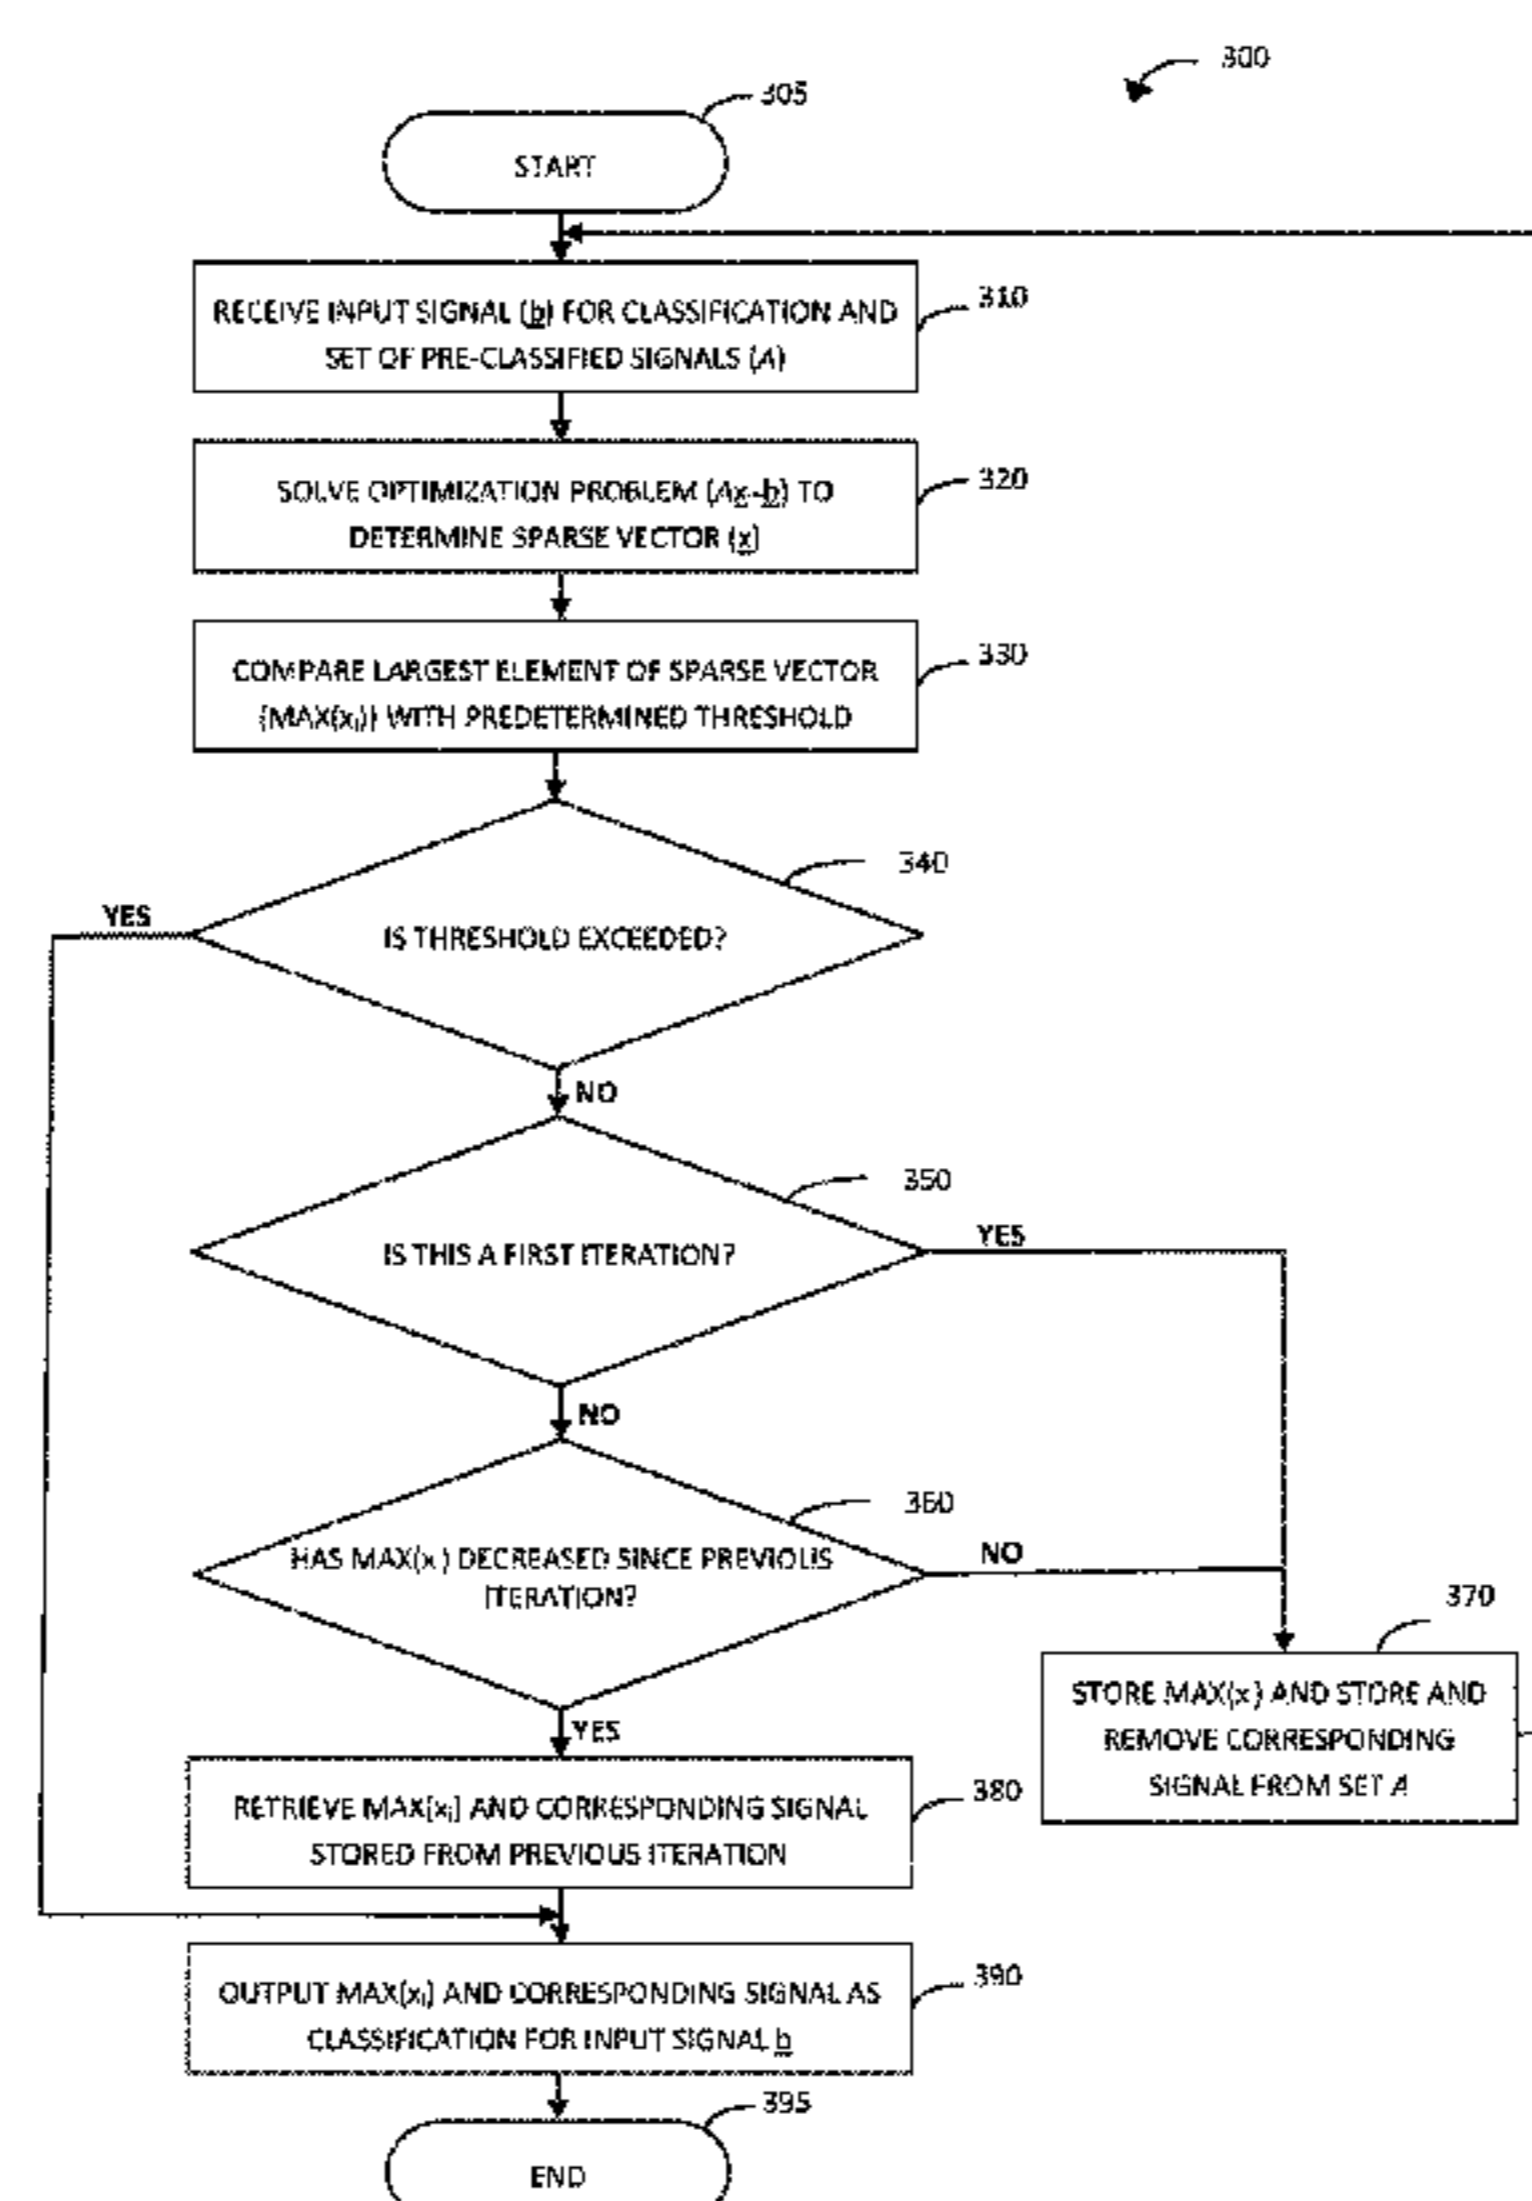 300
305
START
RECEIVE INPUT SIGNAL (b) FOR CLASSIFICATION AND
SET OF PRE-CLASSIFIED SIGNALS (A)
310
SOLVE OPTIMIZATION PROBLEM (Ax-b) TO
DETERMINE SPARSE VECTOR (x)
320
COMPARE LARGEST ELEMENT OF SPARSE VECTOR
(MAX(xᵢ)) WITH PREDETERMINED THRESHOLD
330
340
YES
IS THRESHOLD EXCEEDED?
NO
350
IS THIS A FIRST ITERATION?
YES
NO
360
HAS MAX(x ) DECREASED SINCE PREVIOUS
ITERATION?
NO
370
STORE MAX(x ) AND STORE AND
REMOVE CORRESPONDING
SIGNAL FROM SET A
YES
RETRIEVE MAX(xᵢ) AND CORRESPONDING SIGNAL
STORED FROM PREVIOUS ITERATION
380
OUTPUT MAX(xᵢ) AND CORRESPONDING SIGNAL AS
CLASSIFICATION FOR INPUT SIGNAL b
390
395
END